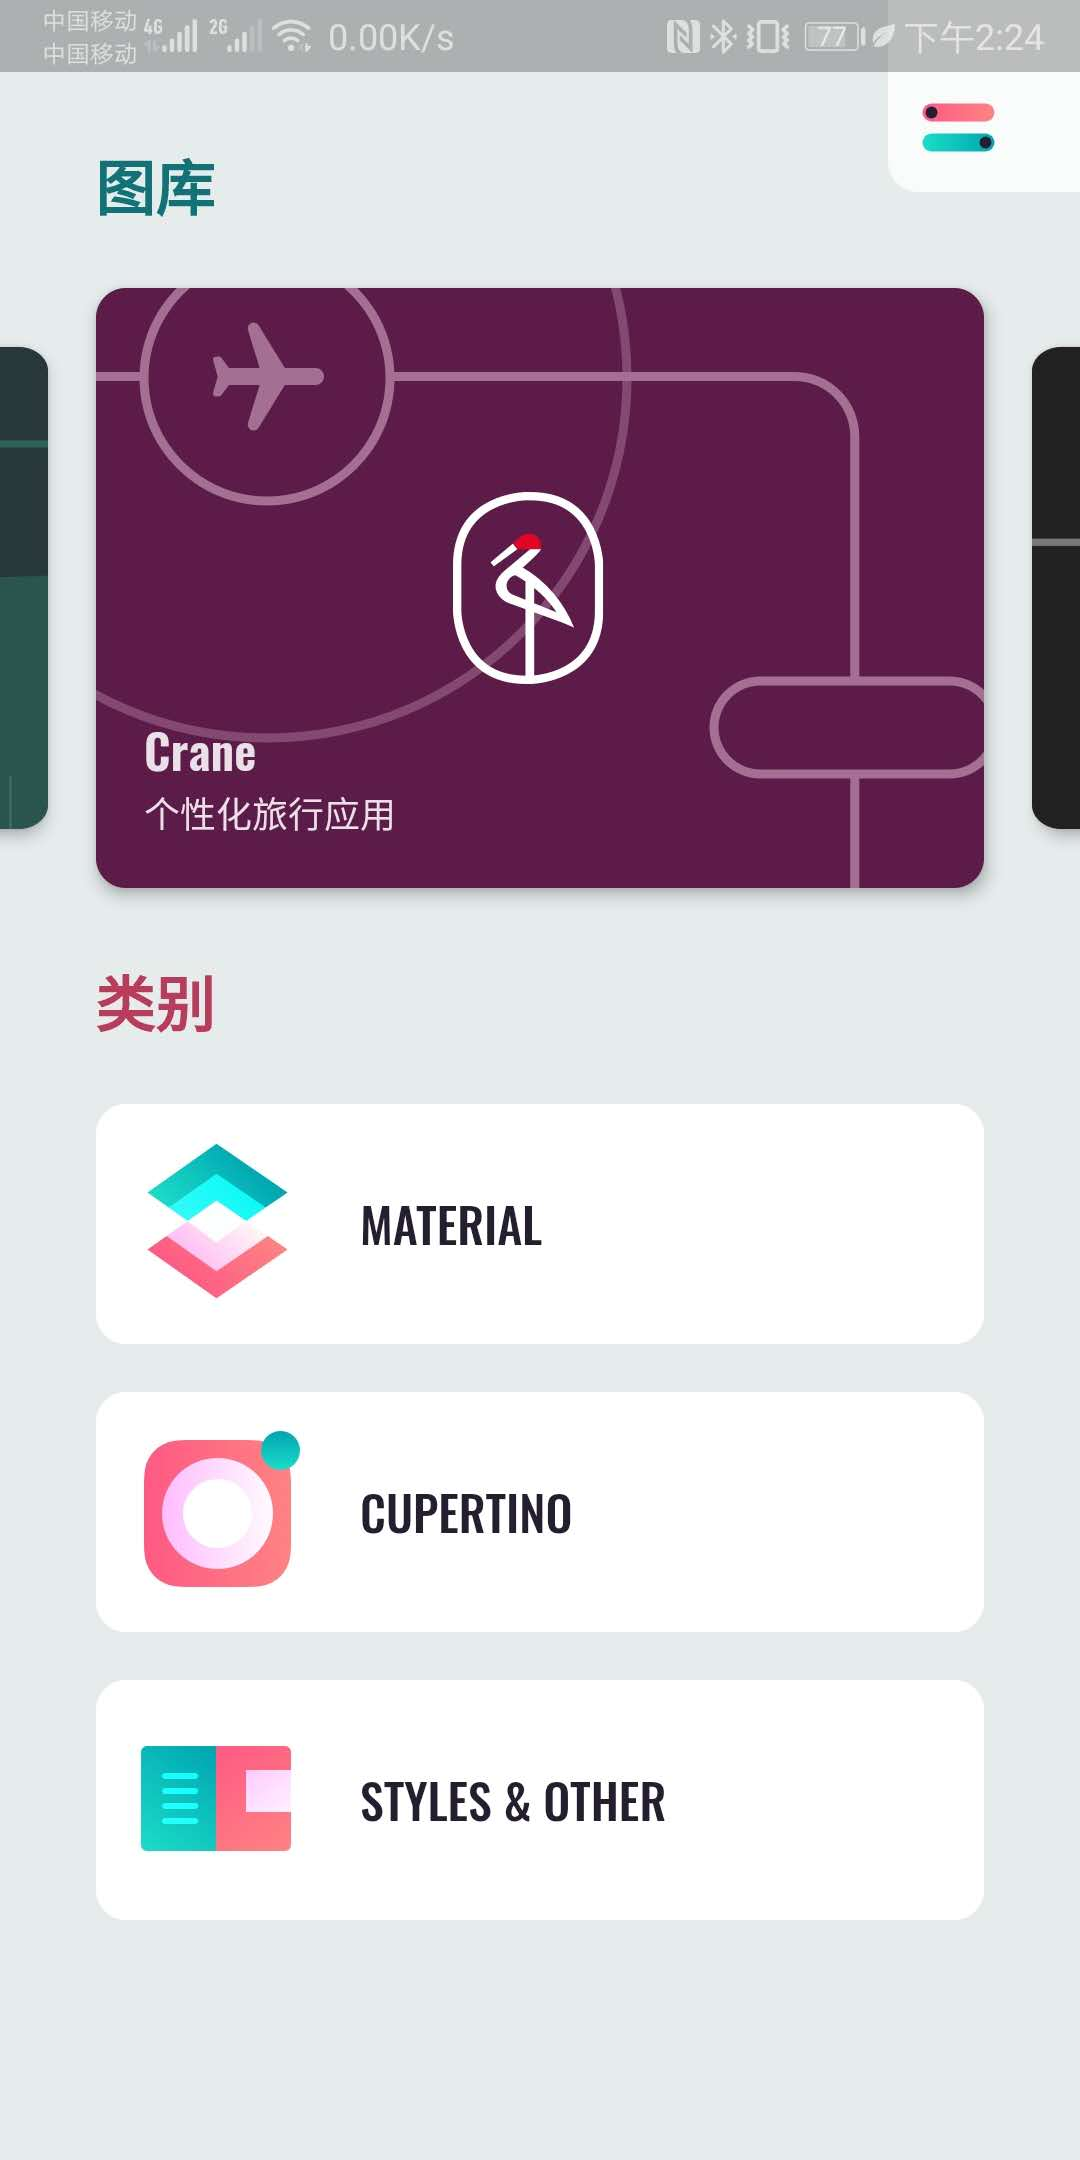 中国移动 4G 2G 0.00K/s 77 下午2:24
中国移动
图库
Crane
个性化旅行应用
类别
MATERIAL
CUPERTINO
STYLES & OTHER